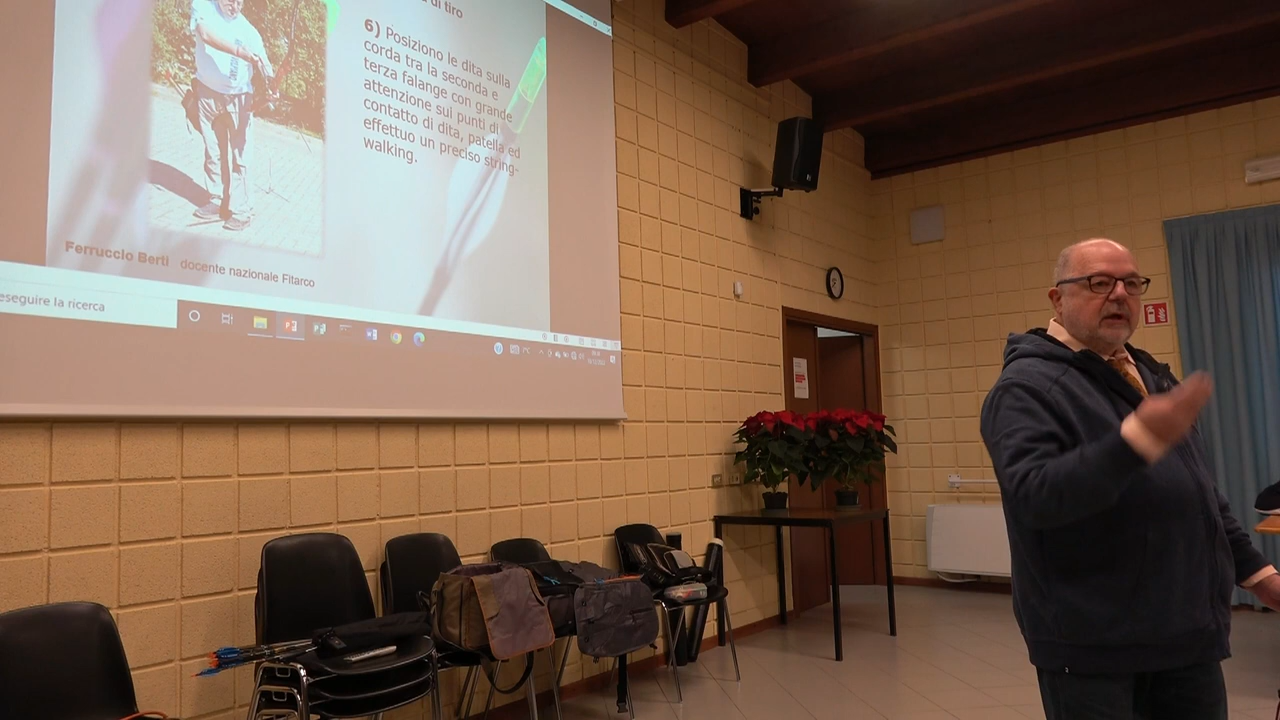 di tiro
6) Posiziono le dita sulla
corda tra la seconda e
terza falange con grande
attenzione sui punti di
contatto di dita, patella ed
effettuo un preciso string-
walking.
Ferruccio Berti docente nazionale Fitarco
eseguire la ricerca